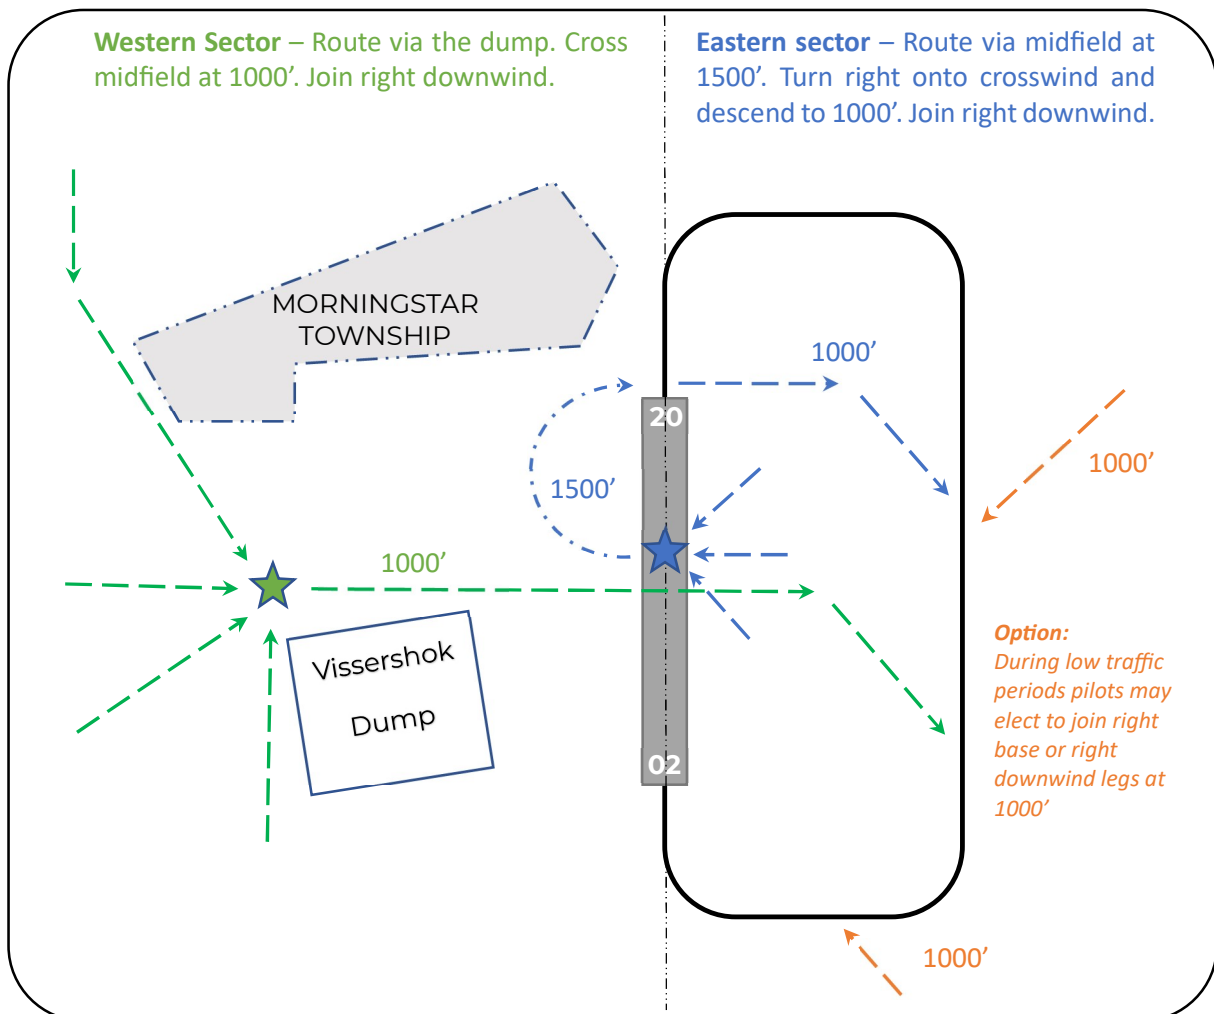 Western Sector – Route via the dump. Cross
midfield at 1000’. Join right downwind.
Eastern sector – Route via midfield at
1500’. Turn right onto crosswind and
descend to 1000’. Join right downwind.
MORNINGSTAR
TOWNSHIP
1000’
20
1000’
1500’
1000’
Vissershok
Dump
02
Option:
During low traffic
periods pilots may
elect to join right
base or right
downwind legs at
1000’
1000’